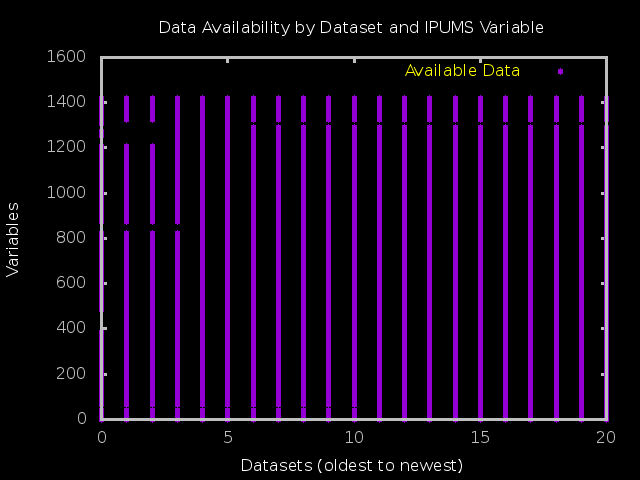 Data Availability by Dataset and IPUMS Variable
1600
Available Data
1400
1200
1000
800
600
400
200
0
Variables
0 5 10 15 20
Datasets (oldest to newest)